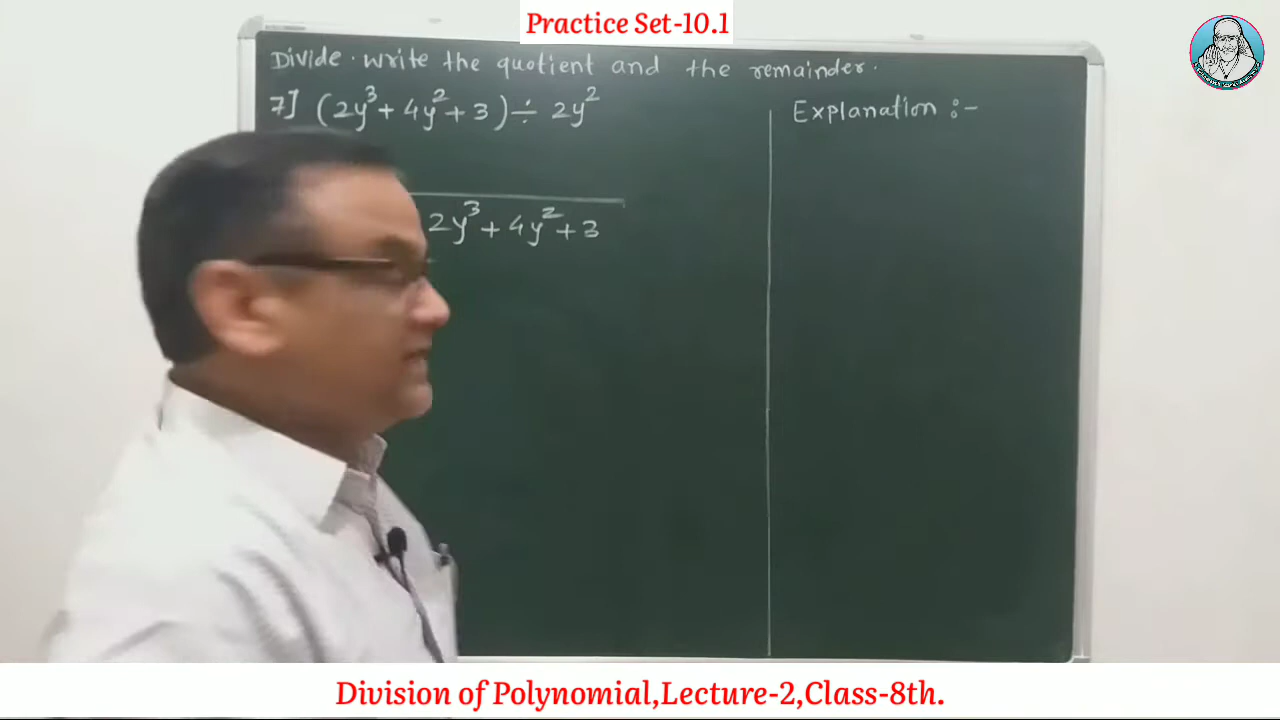 Practice Set-10.1
Divide. write the quotient and the remainder.
7] (2y³ + 4y² + 3) ÷ 2y²
Explanation :-
2y³ + 4y² + 3
Division of Polynomial,Lecture-2,Class-8th.